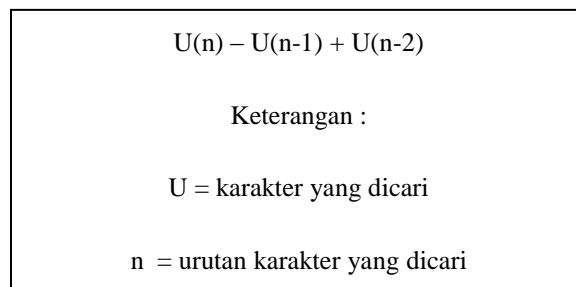 U(n) – U(n-1) + U(n-2)
Keterangan :
U = karakter yang dicari
n = urutan karakter yang dicari